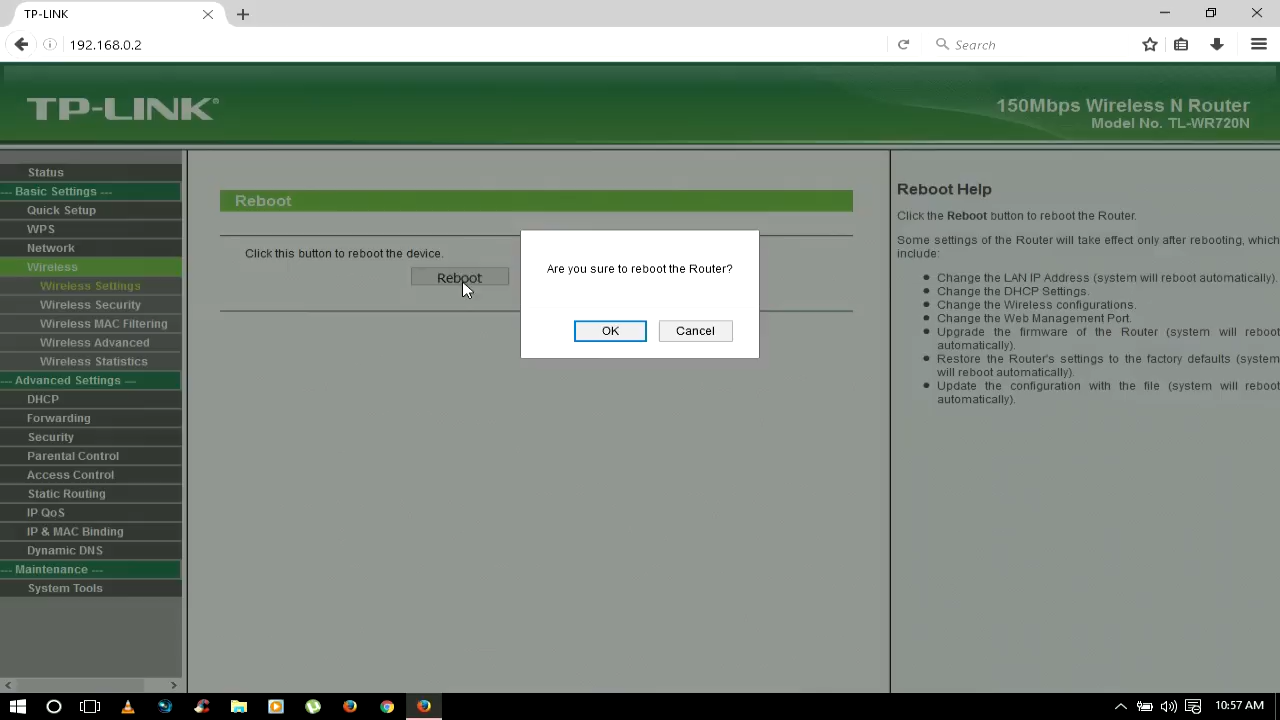 TP-LINK
192.168.0.2
Search
TP-LINK®
150Mbps Wireless N Router
Model No. TL-WR720N
Status
--- Basic Settings ---
Quick Setup
WPS
Network
Wireless
Wireless Settings
Wireless Security
Wireless MAC Filtering
Wireless Advanced
Wireless Statistics
--- Advanced Settings ---
DHCP
Forwarding
Security
Parental Control
Access Control
Static Routing
IP QoS
IP & MAC Binding
Dynamic DNS
--- Maintenance ---
System Tools
Reboot
Click this button to reboot the device.
Reboot
Are you sure to reboot the Router?
OK
Cancel
Reboot Help
Click the Reboot button to reboot the Router.
Some settings of the Router will take effect only after rebooting, which
include:
Change the LAN IP Address (system will reboot automatically).
Change the DHCP Settings.
Change the Wireless configurations.
Change the Web Management Port.
Upgrade the firmware of the Router (system will reboot
automatically).
Restore the Router's settings to the factory defaults (system
will reboot automatically).
Update the configuration with the file (system will reboot
automatically).
10:57 AM